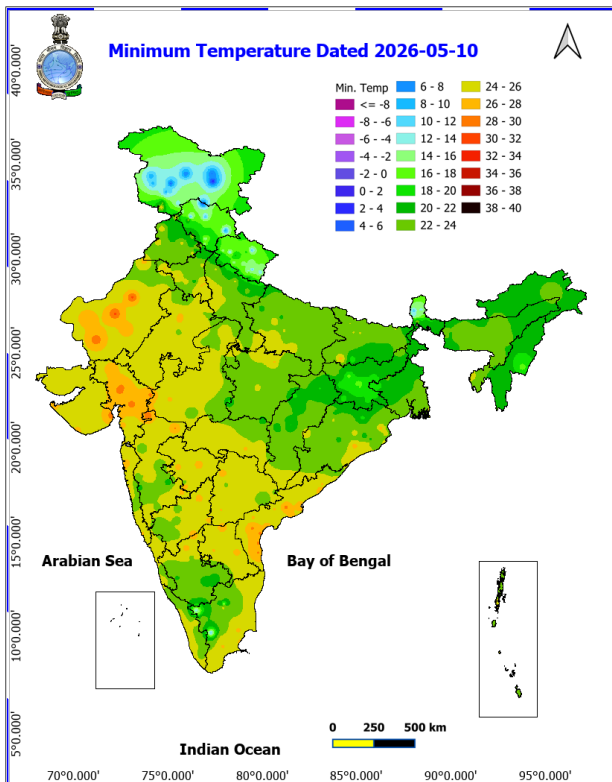 Minimum Temperature Dated 2026-05-10
Min. Temp
<= -8
-8 - -6
-6 - -4
-4 - -2
-2 - 0
0 - 2
2 - 4
4 - 6
6 - 8
8 - 10
10 - 12
12 - 14
14 - 16
16 - 18
18 - 20
20 - 22
22 - 24
24 - 26
26 - 28
28 - 30
30 - 32
32 - 34
34 - 36
36 - 38
38 - 40
40°0.000'
35°0.000'
30°0.000'
25°0.000'
20°0.000'
15°0.000'
10°0.000'
5°0.000'
Arabian Sea
Bay of Bengal
Indian Ocean
0 250 500 km
70°0.000' 75°0.000' 80°0.000' 85°0.000' 90°0.000' 95°0.000'